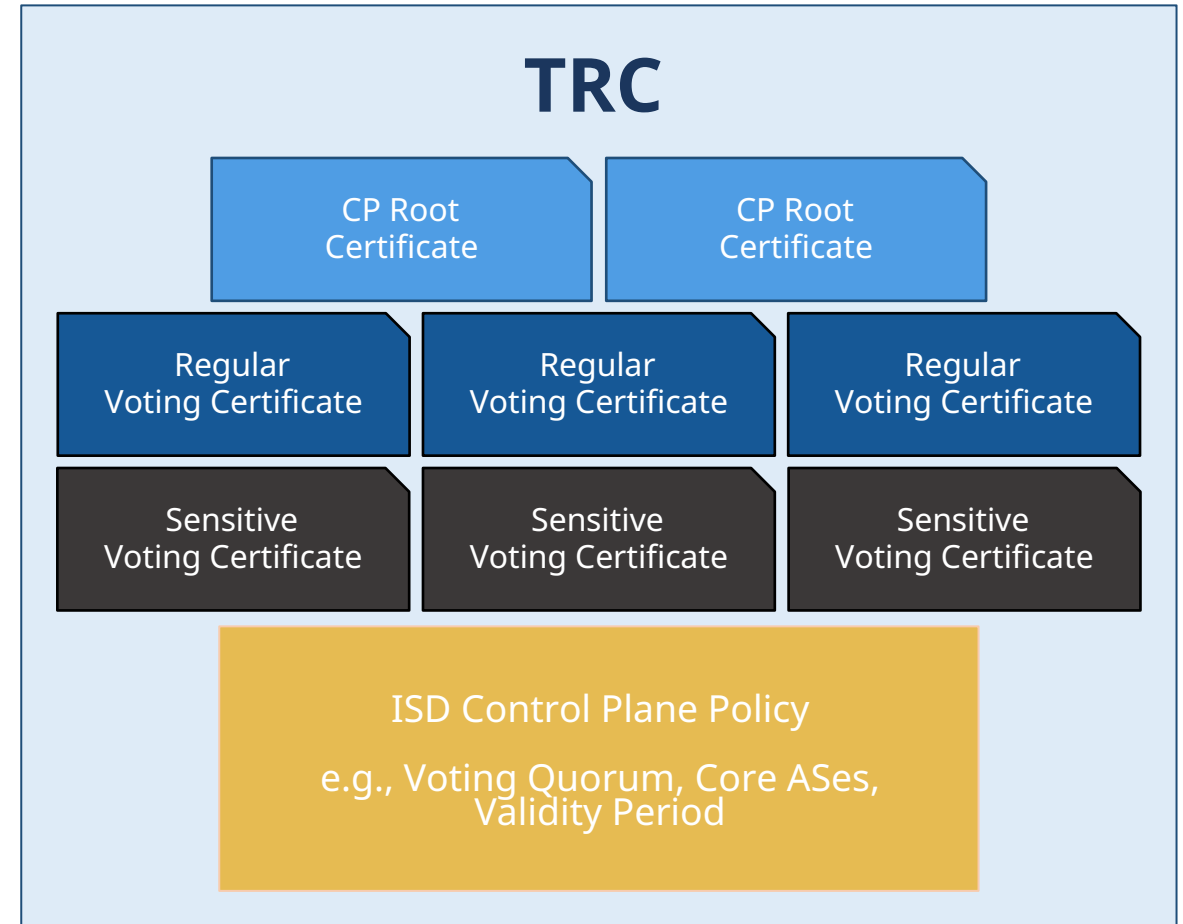 TRC
CP Root
Certificate
CP Root
Certificate
Regular
Voting Certificate
Regular
Voting Certificate
Regular
Voting Certificate
Sensitive
Voting Certificate
Sensitive
Voting Certificate
Sensitive
Voting Certificate
ISD Control Plane Policy
e.g., Voting Quorum, Core ASes,
Validity Period